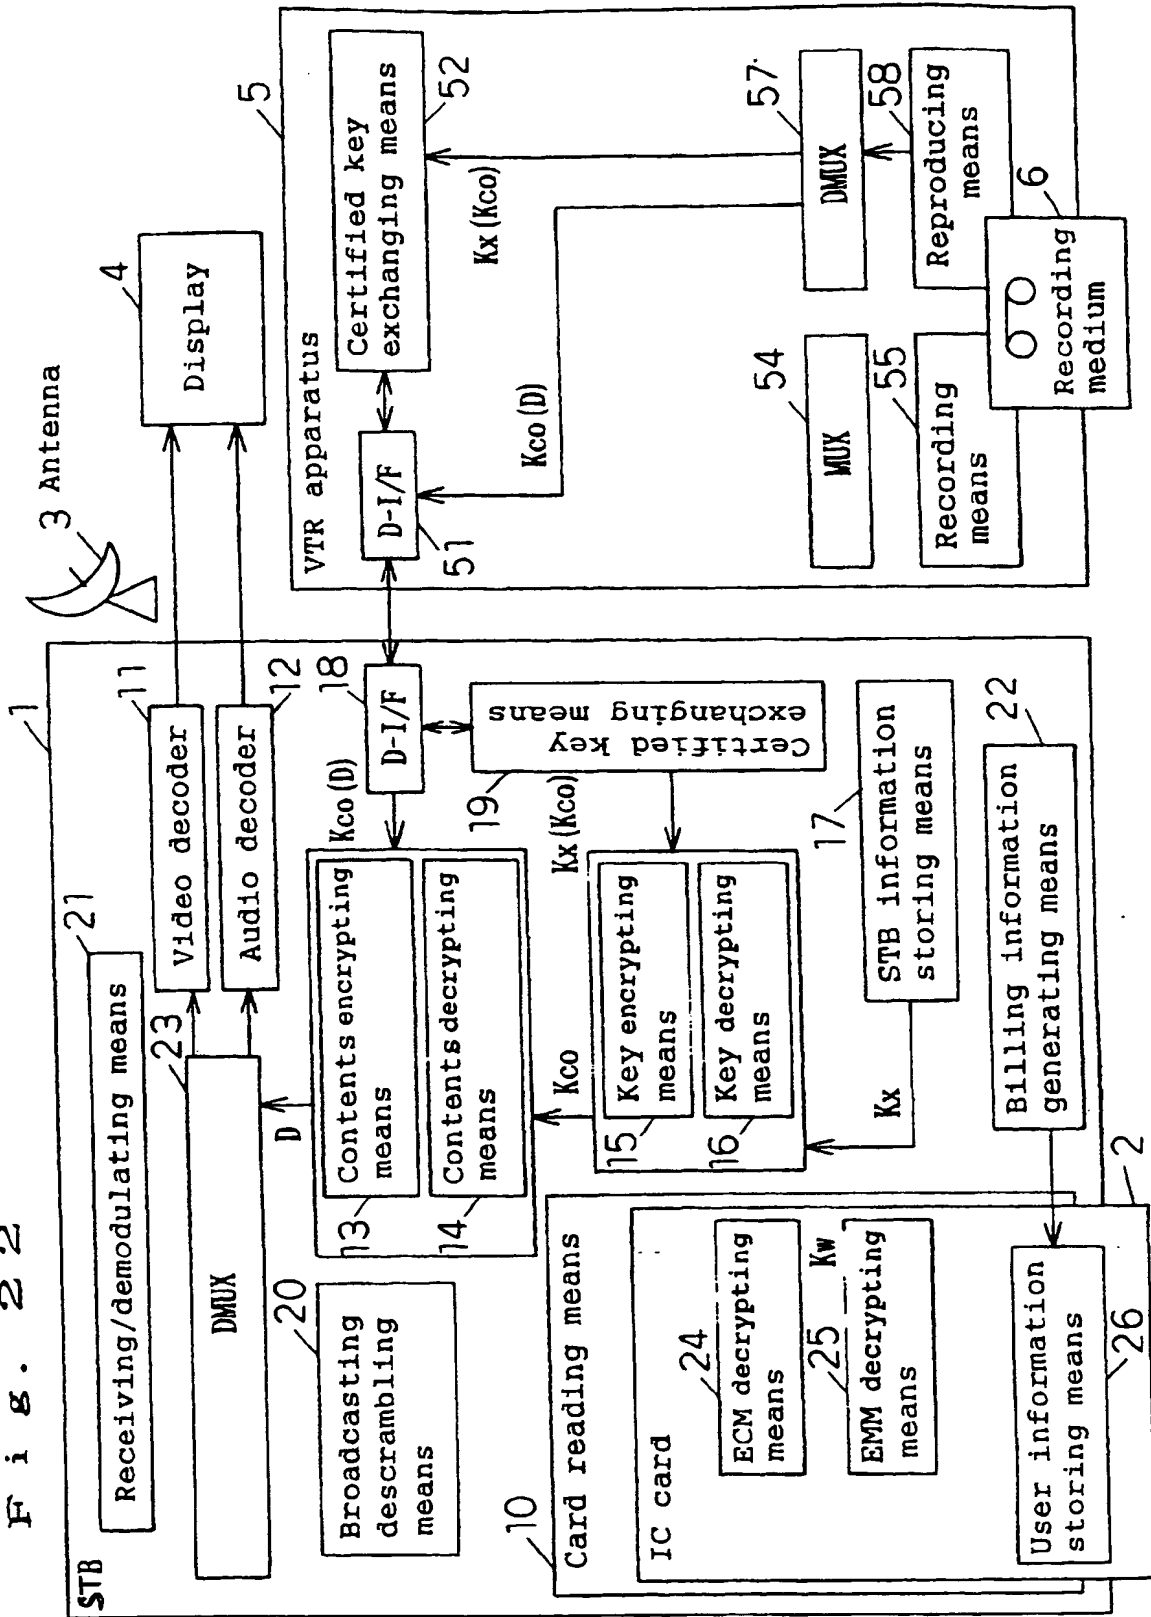 Fig. 22
STB
1
Receiving/demodulating means
21
DMUX
23
Video decoder
11
Audio decoder
12
3 Antenna
4
Display
Broadcasting
descrambling
means
20
D
Contents encrypting
means
13
Contents decrypting
means
14
Kco(D)
D-I/F
18
Certified key
exchanging means
19
Kx(Kco)
Kco
Key encrypting
means
15
Key decrypting
means
16
Kx
STB information
storing means
17
Billing information
generating means
22
10
Card reading means
2
IC card
ECM decrypting
means
24
Kw
25
EMM decrypting
means
User information
storing means
26
5
VTR apparatus
D-I/F
51
Certified key
exchanging means
52
Kx(Kco)
Kco(D)
MUX
54
DMUX
57
Recording
means
55
Reproducing
means
58
6
Recording
medium